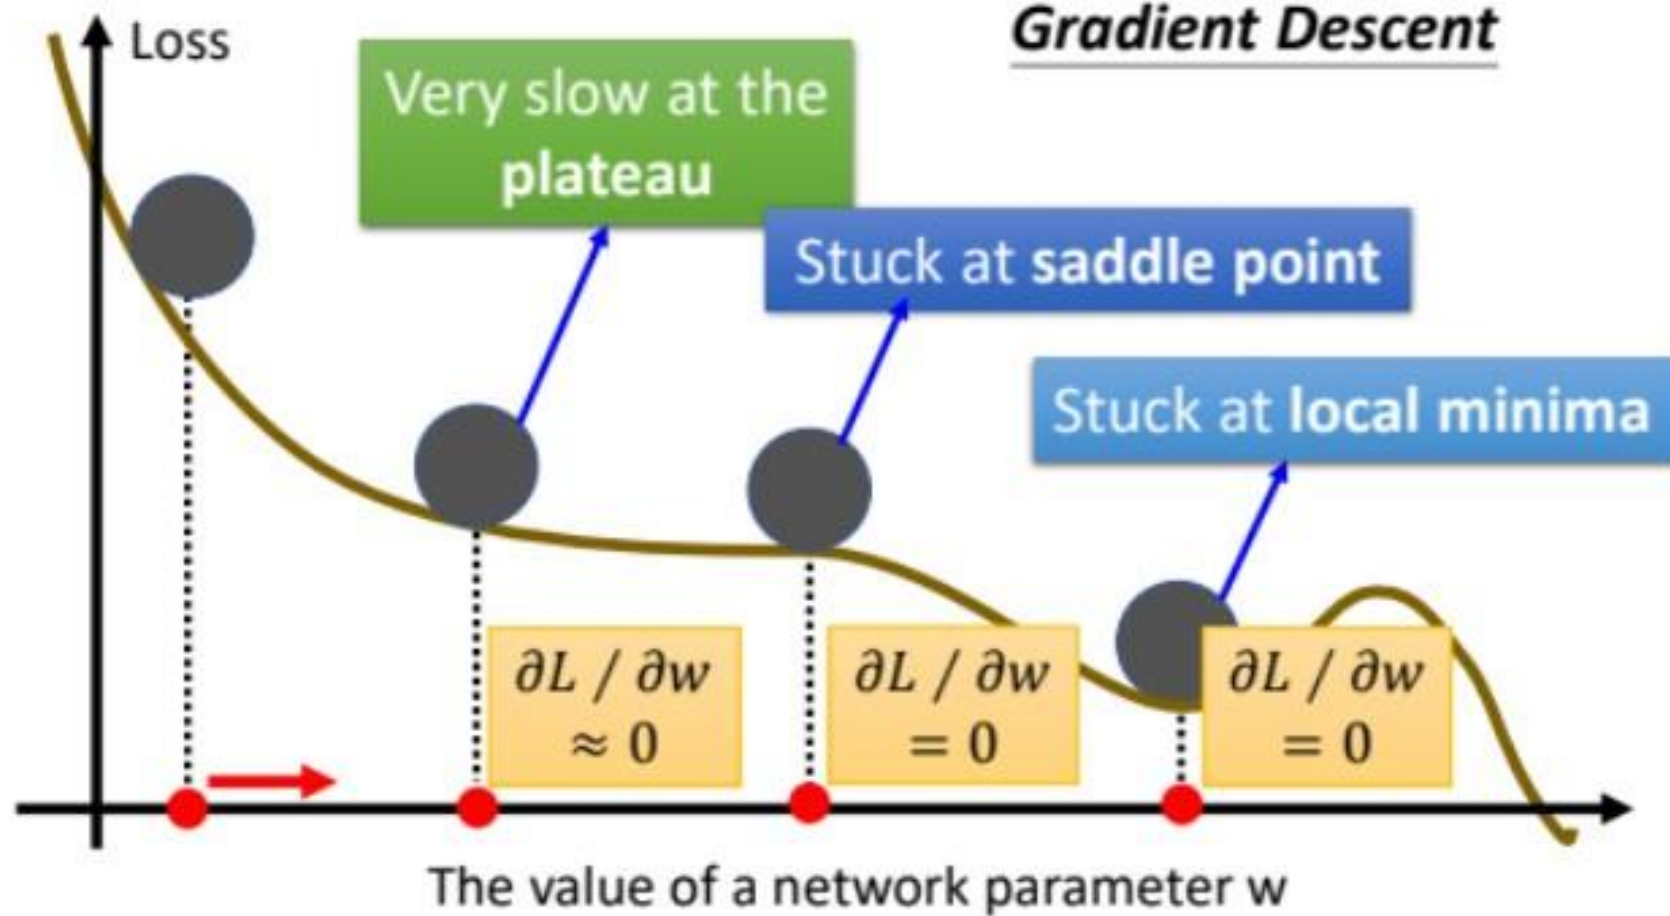 Gradient Descent
Loss
Very slow at the
plateau
Stuck at saddle point
Stuck at local minima
∂L / ∂w
≈ 0
∂L / ∂w
= 0
∂L / ∂w
= 0
The value of a network parameter w